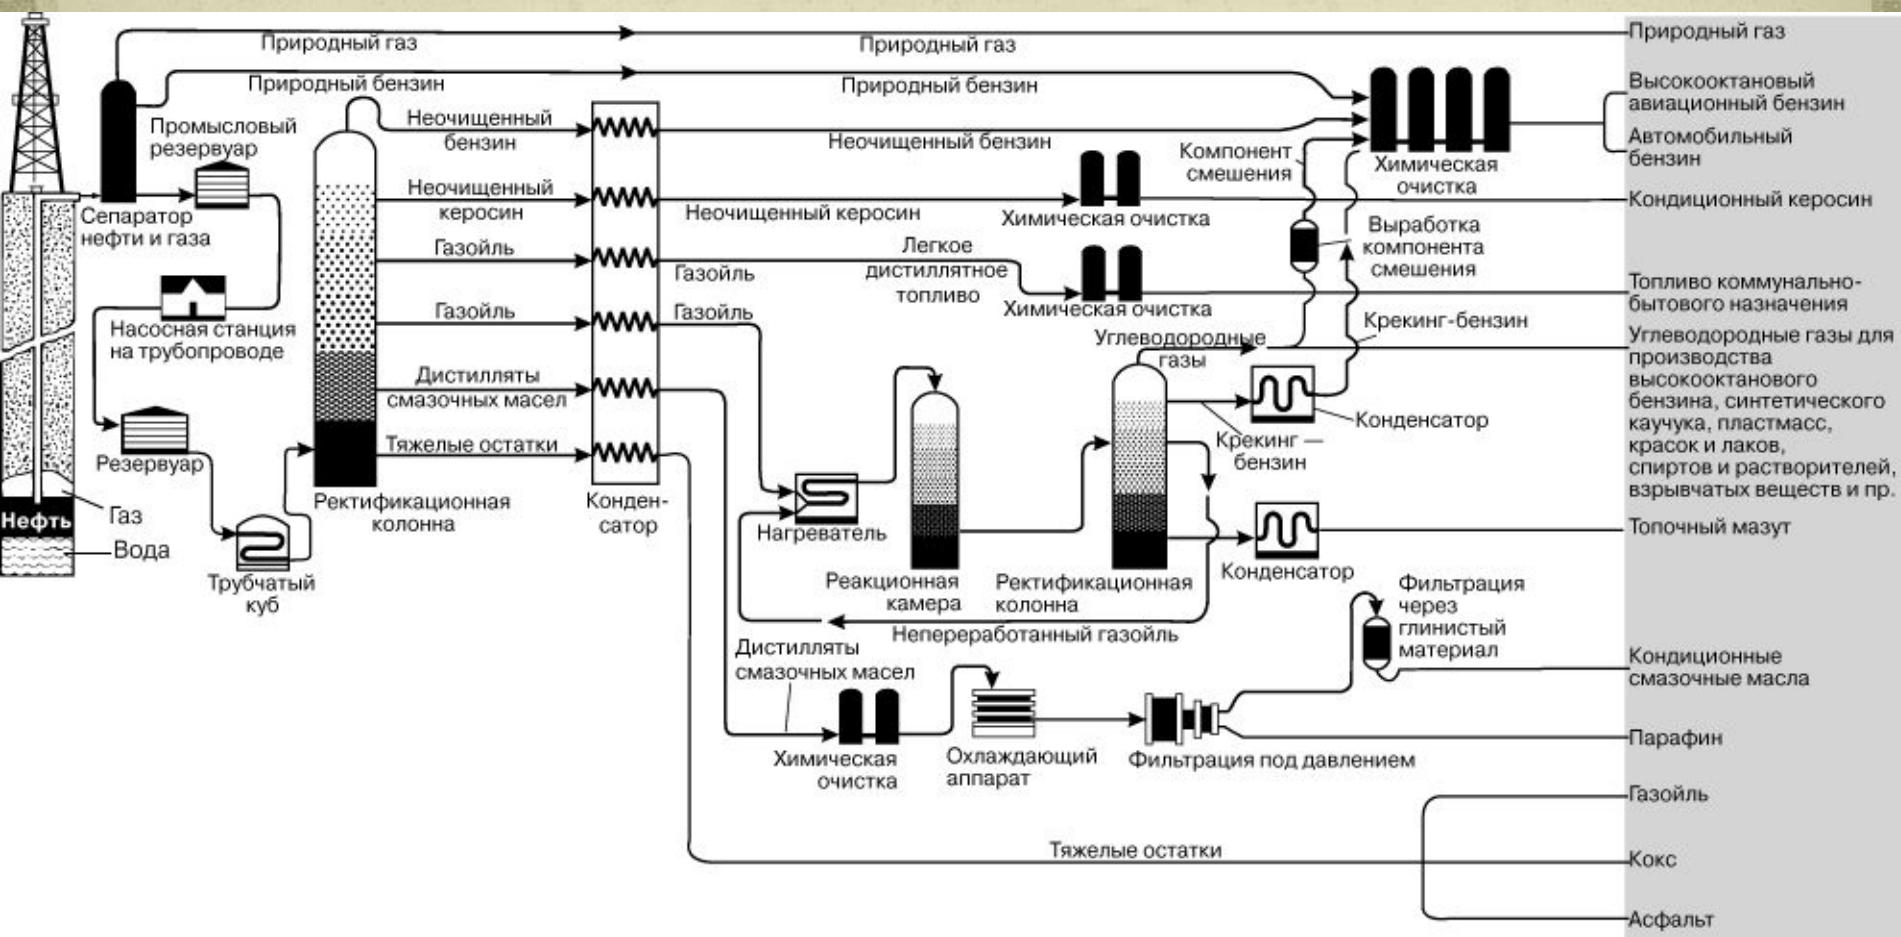 Природный газ
Природный газ
Природный газ
Природный бензин
Природный бензин
Высокооктановый
авиационный бензин
Автомобильный
бензин
Промысловый
резервуар
Неочищенный
бензин
Неочищенный бензин
Компонент
смешения
Химическая
очистка
Сепаратор
нефти и газа
Неочищенный
керосин
Неочищенный керосин
Химическая очистка
Кондиционный керосин
Газойль
Газойль
Легкое
дистиллятное
топливо
Химическая очистка
Выработка
компонента
смешения
Топливо коммунально-
бытового назначения
Насосная станция
на трубопроводе
Газойль
Газойль
Углеводородные
газы
Крекинг-бензин
Углеводородные газы для
производства
высокооктанового
бензина, синтетического
каучука, пластмасс,
красок и лаков,
спиртов и растворителей,
взрывчатых веществ и пр.
Дистилляты
смазочных масел
Конденсатор
Крекинг —
бензин
Резервуар
Тяжелые остатки
Ректификационная
колонна
Конден-
сатор
Нагреватель
Нефть
Газ
Вода
Трубчатый
куб
Реакционная
камера
Ректификационная
колонна
Конденсатор
Топочный мазут
Непереработанный газойль
Фильтрация
через
глинистый
материал
Дистилляты
смазочных масел
Кондиционные
смазочные масла
Химическая
очистка
Охлаждающий
аппарат
Фильтрация под давлением
Парафин
Газойль
Тяжелые остатки
Кокс
Асфальт